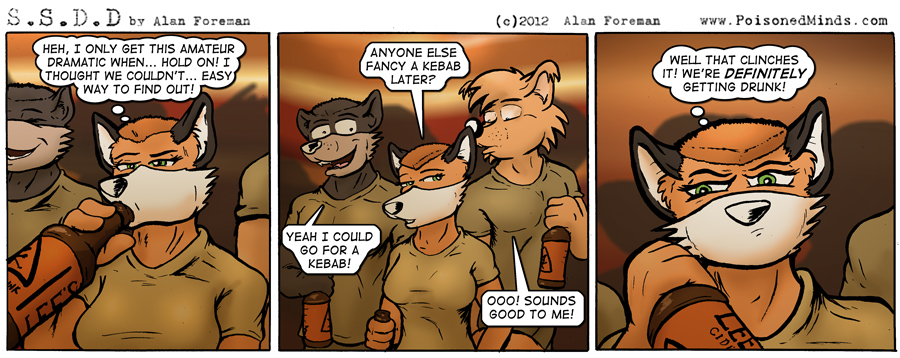 S.S.D.D by Alan Foreman (c)2012 Alan Foreman www.PoisonedMinds.com
HEH, I ONLY GET THIS AMATEUR
DRAMATIC WHEN... HOLD ON! I
THOUGHT WE COULDN'T... EASY
WAY TO FIND OUT!
LEE'S
ANYONE ELSE
FANCY A KEBAB
LATER?
YEAH I COULD
GO FOR A
KEBAB!
OOO! SOUNDS
GOOD TO ME!
WELL THAT CLINCHES
IT! WE'RE DEFINITELY
GETTING DRUNK!
LEE